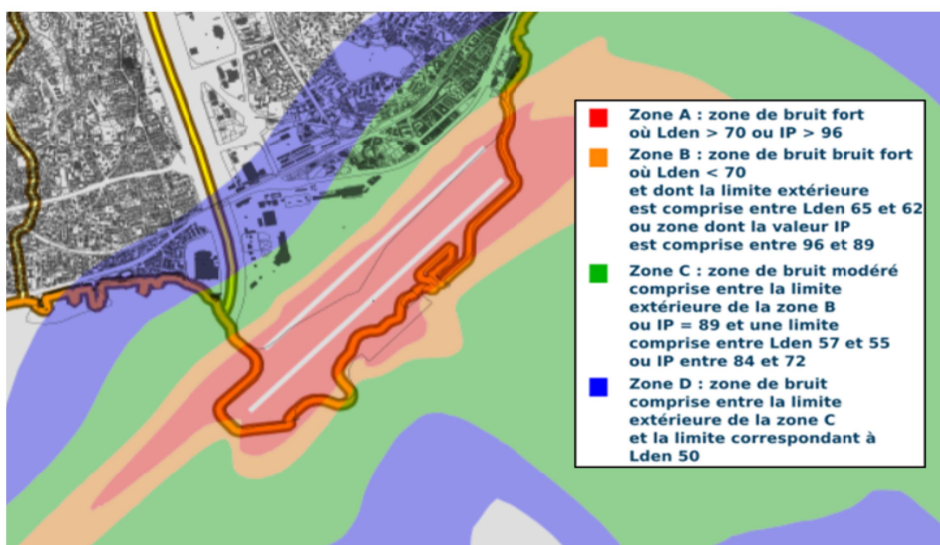 Zone A : zone de bruit fort
où Lden > 70 ou IP > 96
Zone B : zone de bruit bruit fort
où Lden < 70
et dont la limite extérieure
est comprise entre Lden 65 et 62
ou zone dont la valeur IP
est comprise entre 96 et 89
Zone C : zone de bruit modéré
comprise entre la limite
extérieure de la zone B
ou IP = 89 et une limite
comprise entre Lden 57 et 55
ou IP entre 84 et 72
Zone D : zone de bruit
comprise entre la limite
extérieure de la zone C
et la limite correspondant à
Lden 50